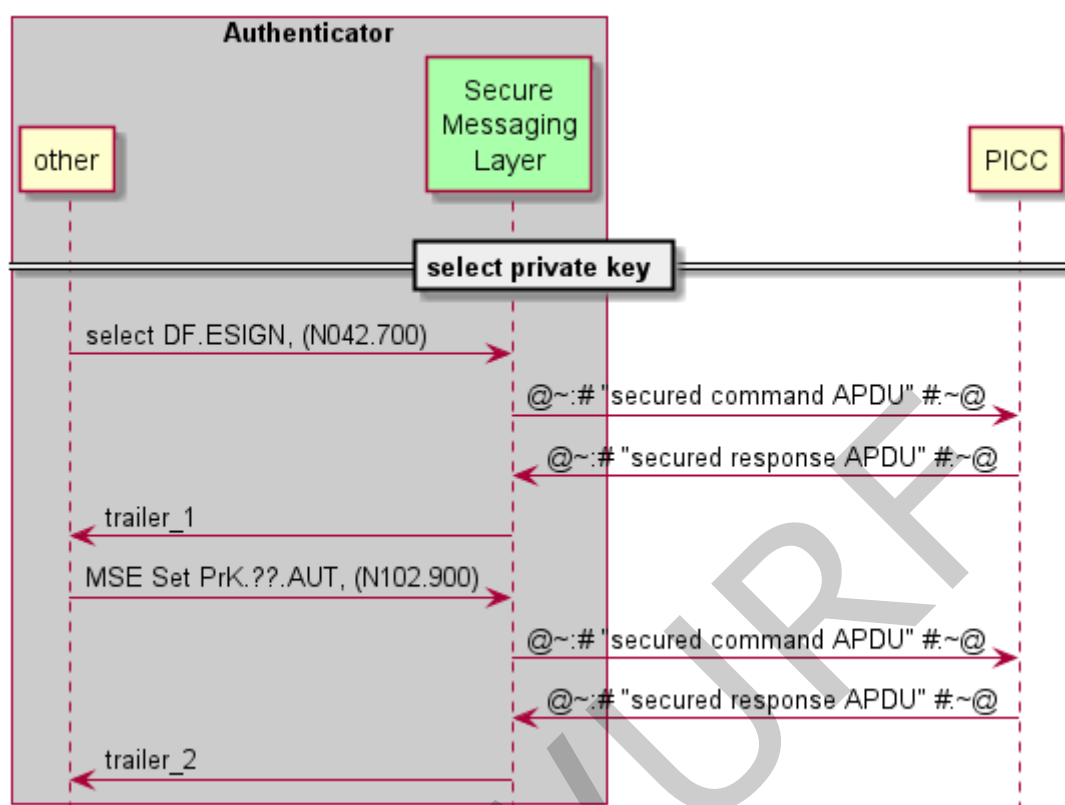 Authenticator
other
Secure
Messaging
Layer
PICC
select private key
select DF.ESIGN, (N042.700)
@~:# "secured command APDU" #:~@
@~:# "secured response APDU" #:~@
trailer_1
MSE Set PrK.??.AUT, (N102.900)
@~:# "secured command APDU" #:~@
@~:# "secured response APDU" #:~@
trailer_2